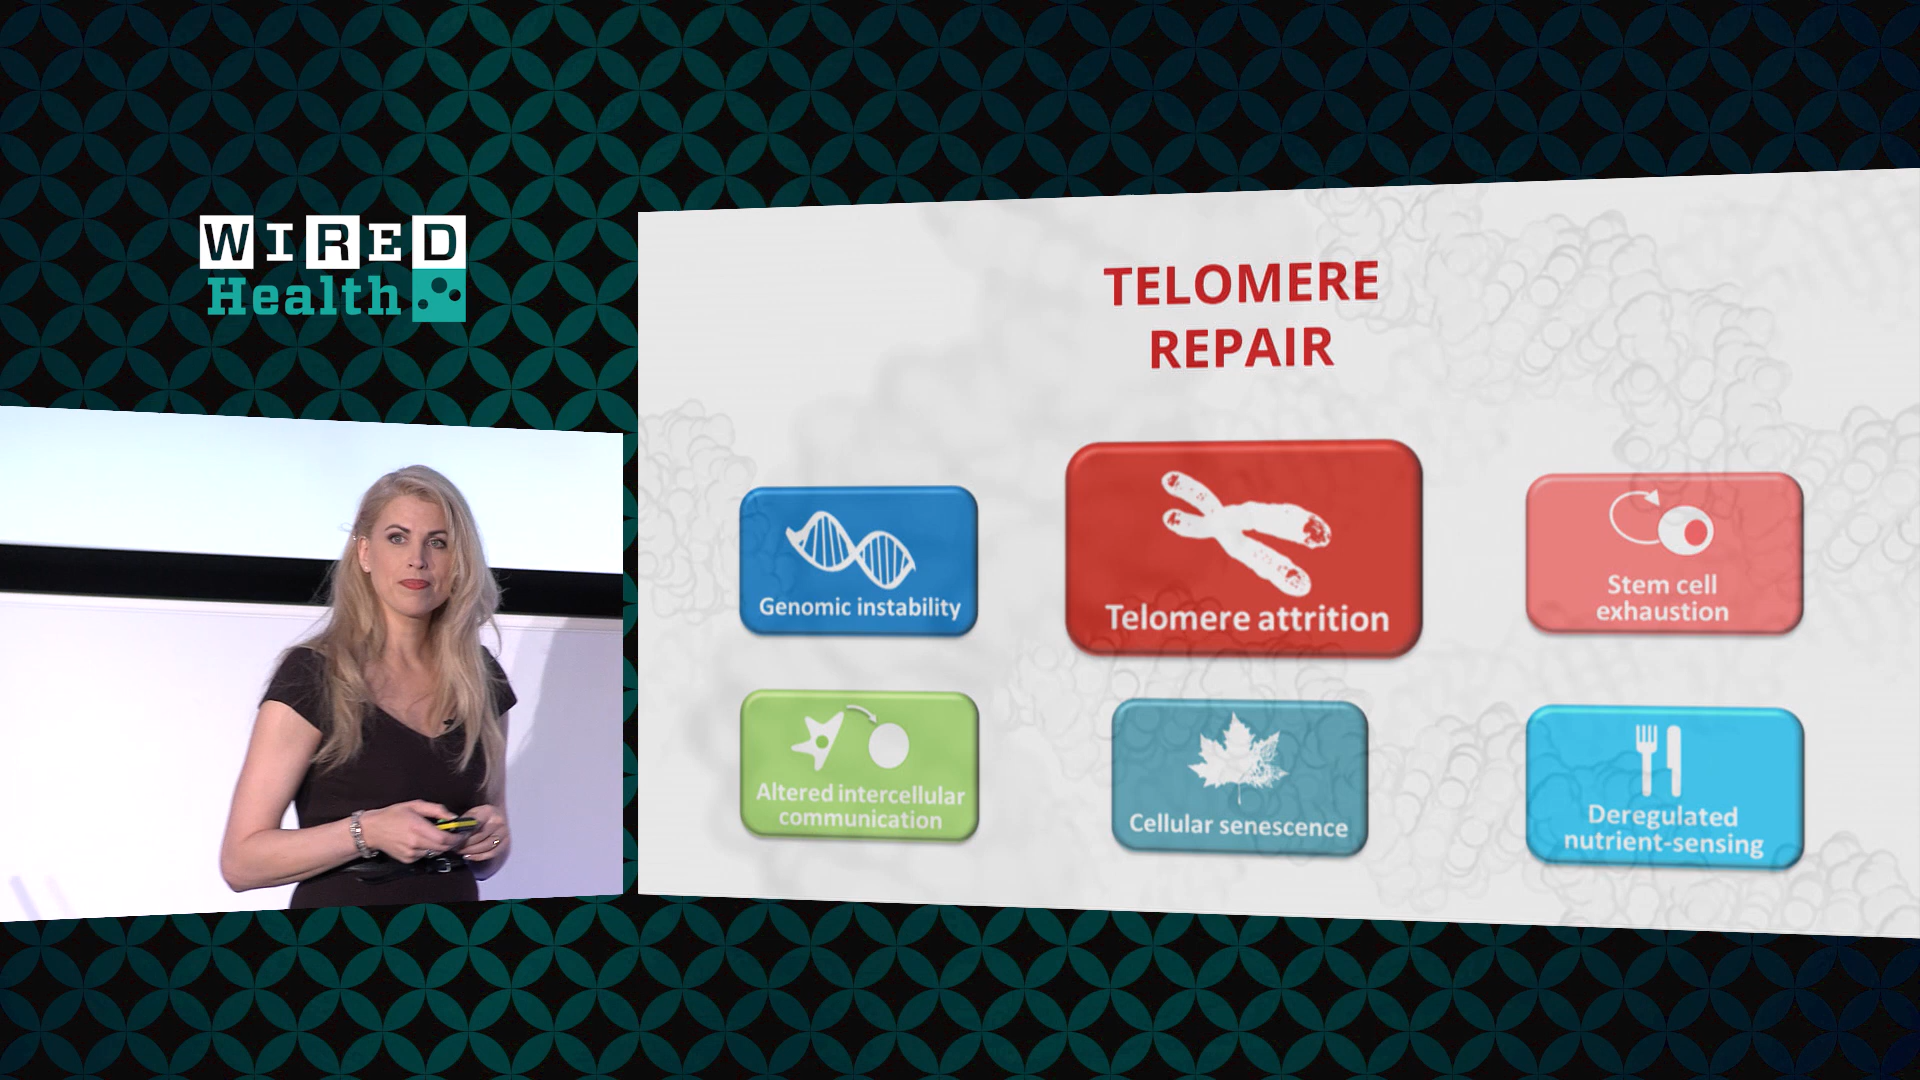 WIRED
Health
TELOMERE
REPAIR
Genomic instability
Telomere attrition
Stem cell
exhaustion
Altered intercellular
communication
Cellular senescence
Deregulated
nutrient-sensing